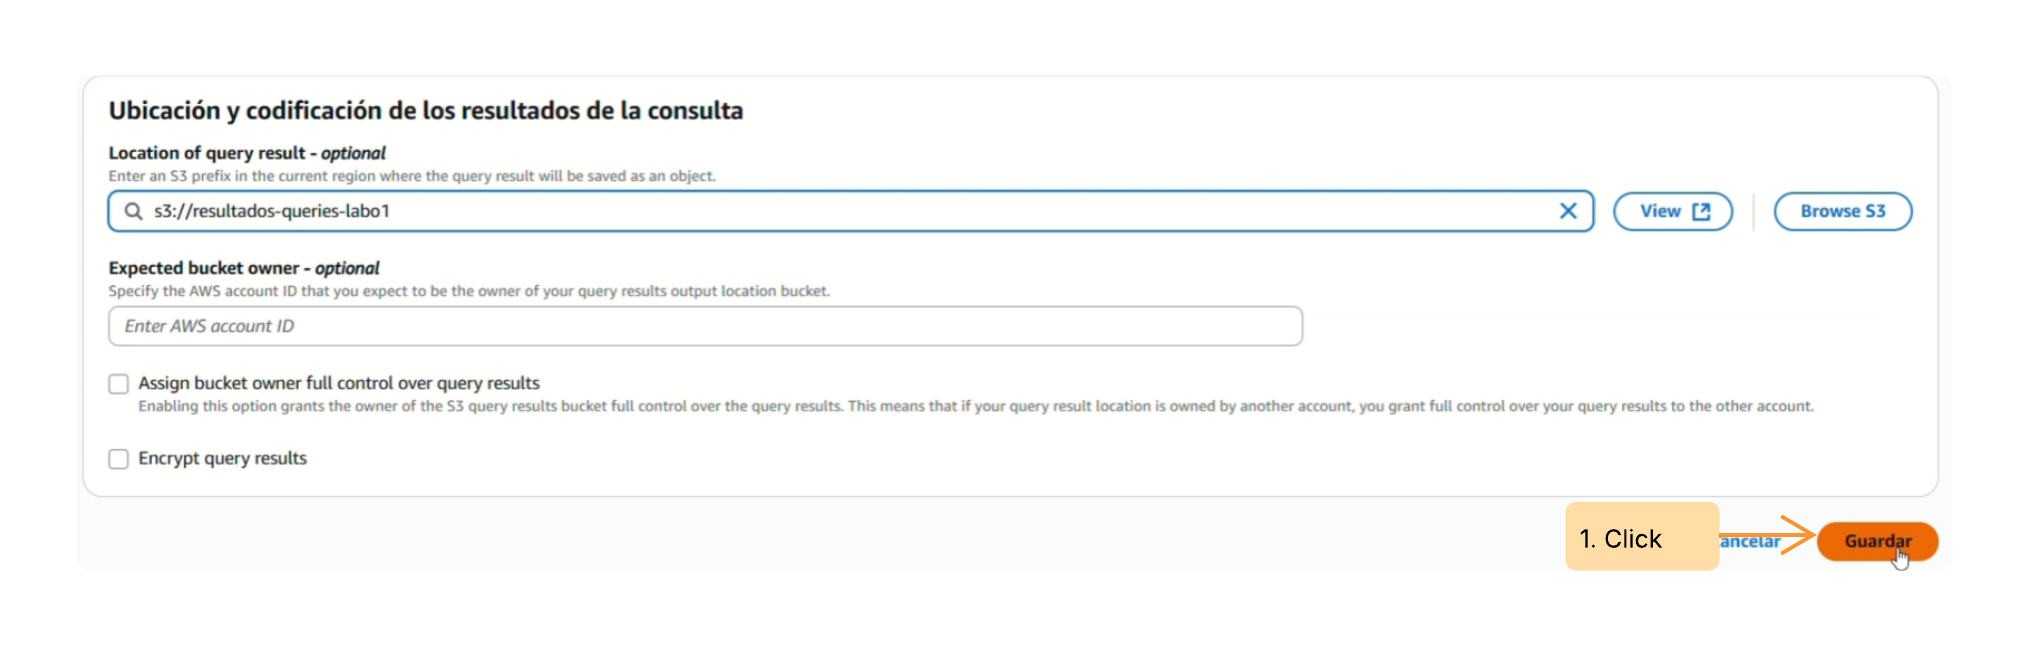 Ubicación y codificación de los resultados de la consulta
Location of query result - optional
Enter an S3 prefix in the current region where the query result will be saved as an object.
s3://resultados-queries-labo1
View
Browse S3
Expected bucket owner - optional
Specify the AWS account ID that you expect to be the owner of your query results output location bucket.
Enter AWS account ID
Assign bucket owner full control over query results
Enabling this option grants the owner of the S3 query results bucket full control over the query results. This means that if your query result location is owned by another account, you grant full control over your query results to the other account.
Encrypt query results
1. Click
ancelar
Guardar